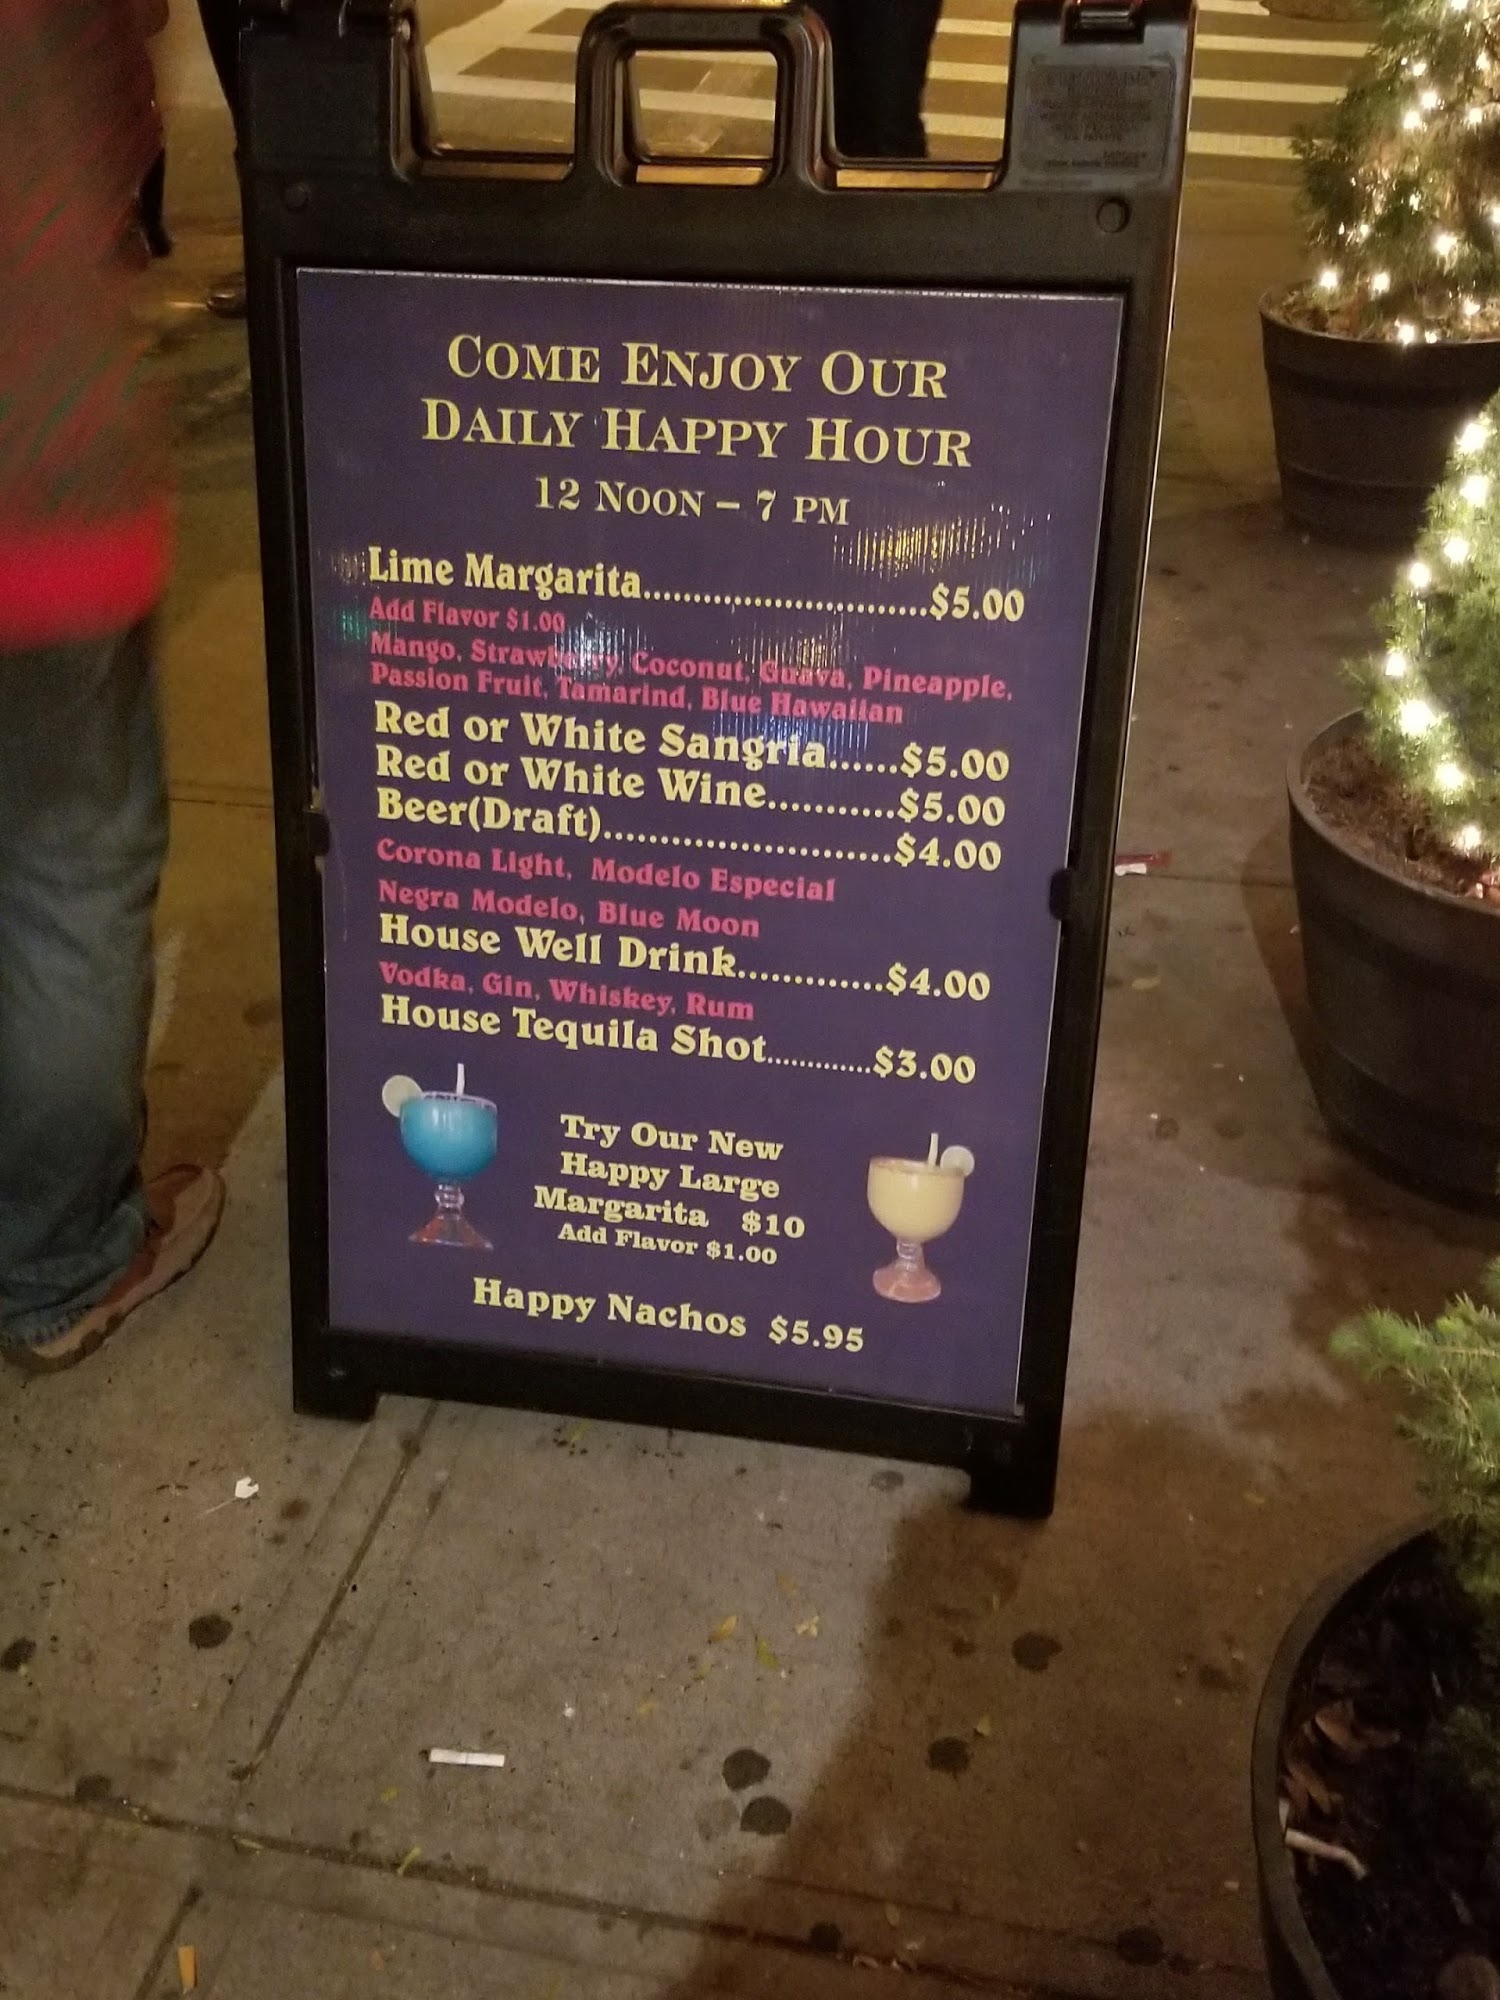 COME ENJOY OUR
DAILY HAPPY HOUR
12 NOON – 7 PM
Lime Margarita............................$5.00
Add Flavor $1.00
Mango, Strawberry, Coconut, Guava, Pineapple,
Passion Fruit, Tamarind, Blue Hawaiian
Red or White Sangria......$5.00
Red or White Wine...........$5.00
Beer(Draft).........................$4.00
Corona Light, Modelo Especial
Negra Modelo, Blue Moon
House Well Drink.............$4.00
Vodka, Gin, Whiskey, Rum
House Tequila Shot............$3.00
Try Our New
Happy Large
Margarita $10
Add Flavor $1.00
Happy Nachos $5.95